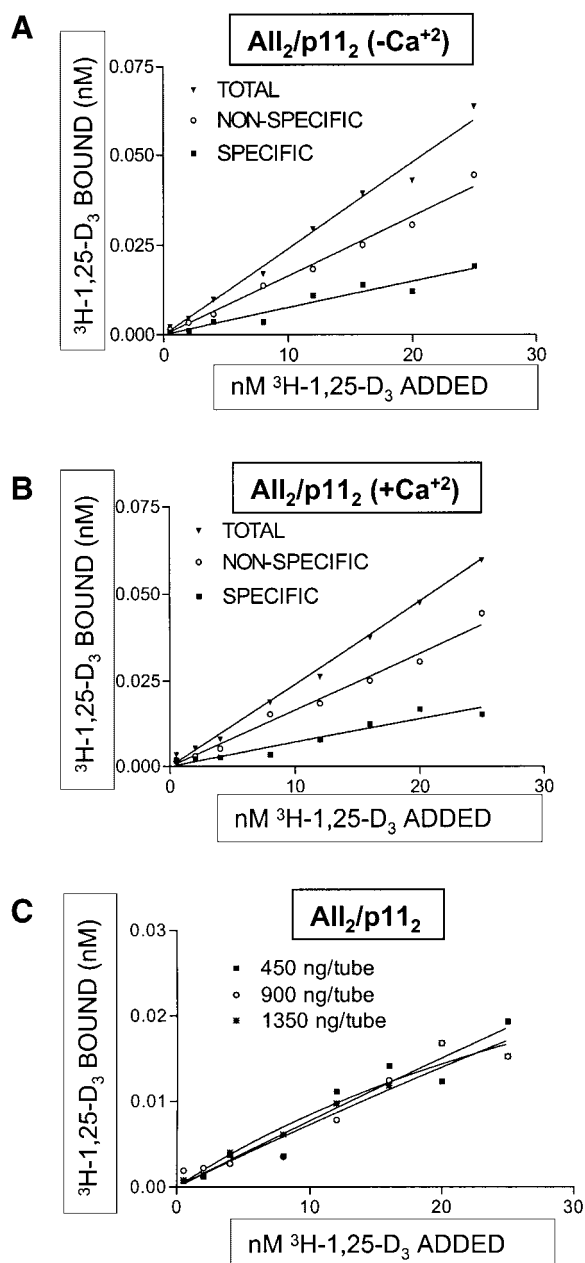 A
AII₂/p11₂ (-Ca⁺²)
³H-1,25-D₃ BOUND (nM)
0.075
0.050
0.025
0.000
TOTAL
NON-SPECIFIC
SPECIFIC
10
20
30
nM ³H-1,25-D₃ ADDED
B
AII₂/p11₂ (+Ca⁺²)
³H-1,25-D₃ BOUND (nM)
0.075
0.050
0.025
0.000
TOTAL
NON-SPECIFIC
SPECIFIC
10
20
30
nM ³H-1,25-D₃ ADDED
C
AII₂/p11₂
³H-1,25-D₃ BOUND (nM)
0.03
0.02
0.01
0.00
450 ng/tube
900 ng/tube
1350 ng/tube
0
10
20
30
nM ³H-1,25-D₃ ADDED